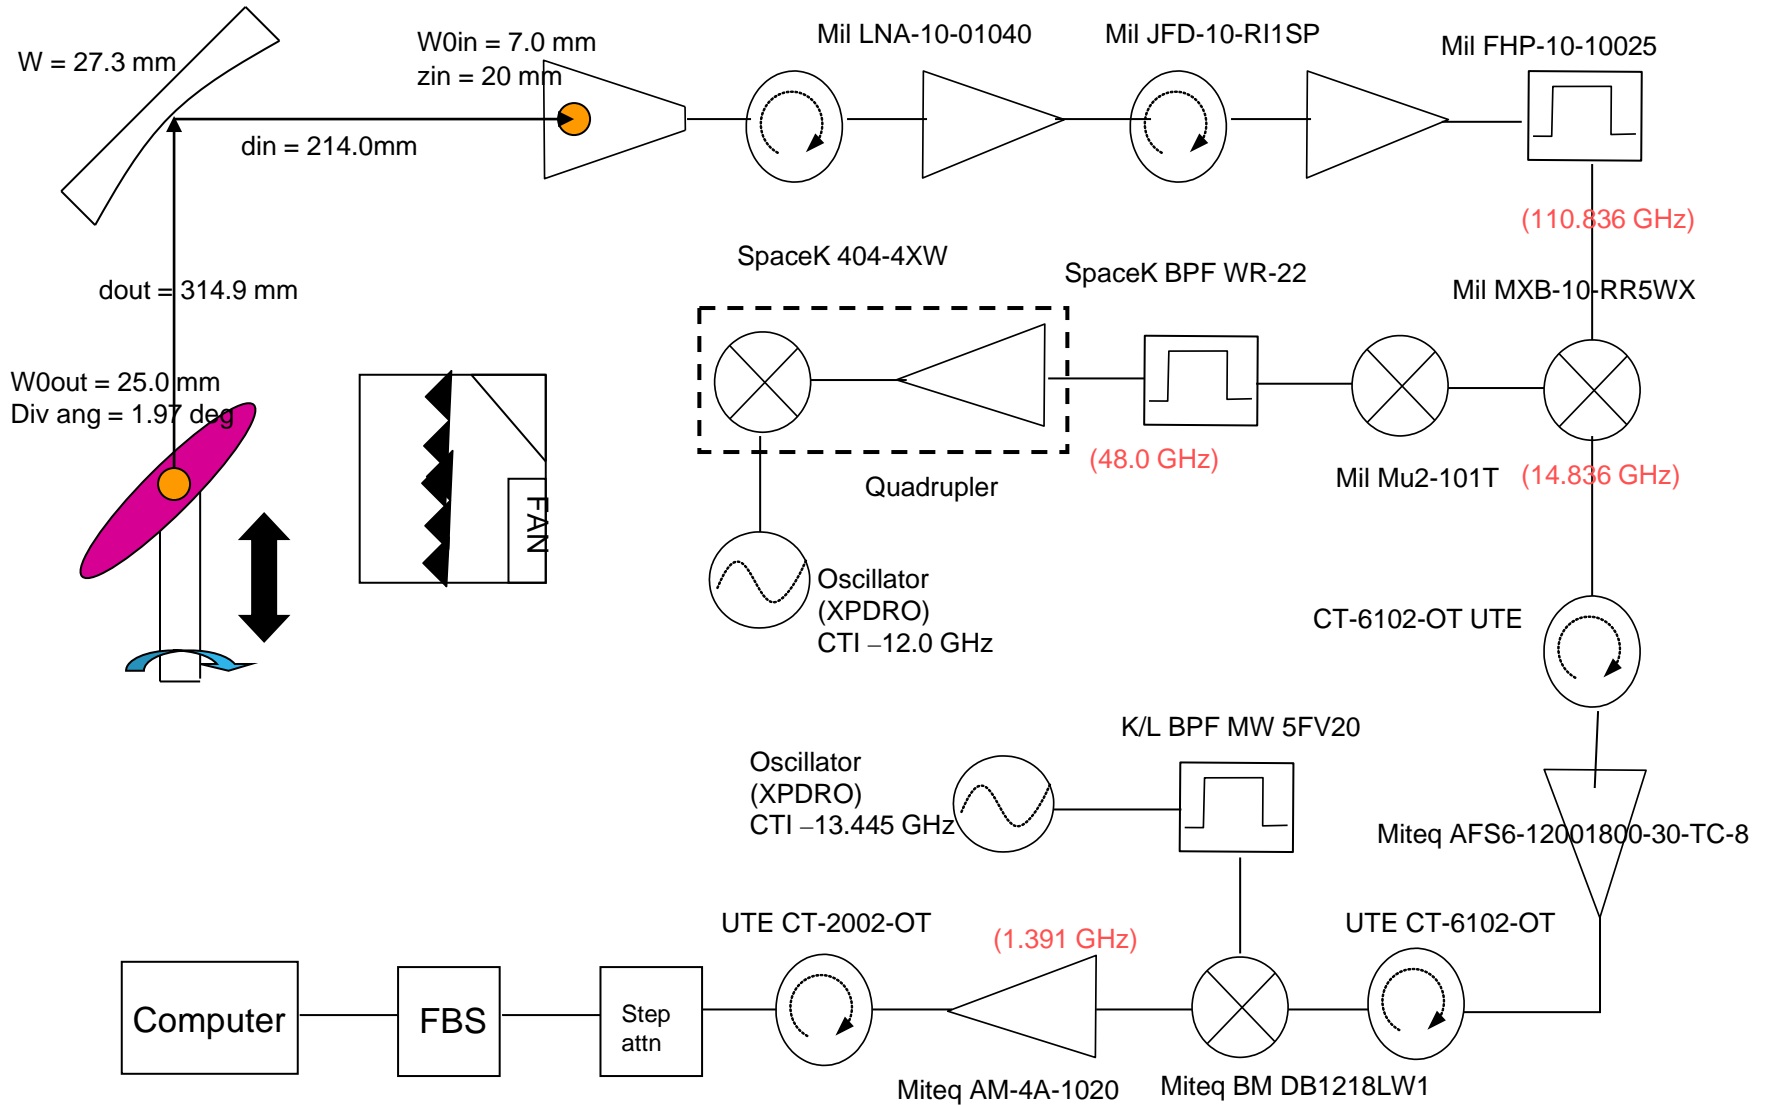 W = 27.3 mm
W0in = 7.0 mm
zin = 20 mm
Mil LNA-10-01040
Mil JFD-10-RI1SP
Mil FHP-10-10025
din = 214.0mm
(110.836 GHz)
SpaceK 404-4XW
SpaceK BPF WR-22
Mil MXB-10-RR5WX
dout = 314.9 mm
W0out = 25.0 mm
Div ang = 1.97 deg
(48.0 GHz)
Mil Mu2-101T
(14.836 GHz)
Quadrupler
FAN
Oscillator
(XPDRO)
CTI –12.0 GHz
CT-6102-OT UTE
K/L BPF MW 5FV20
Oscillator
(XPDRO)
CTI –13.445 GHz
Miteq AFS6-12001800-30-TC-8
UTE CT-2002-OT
(1.391 GHz)
UTE CT-6102-OT
Computer
FBS
Step
attn
Miteq AM-4A-1020
Miteq BM DB1218LW1